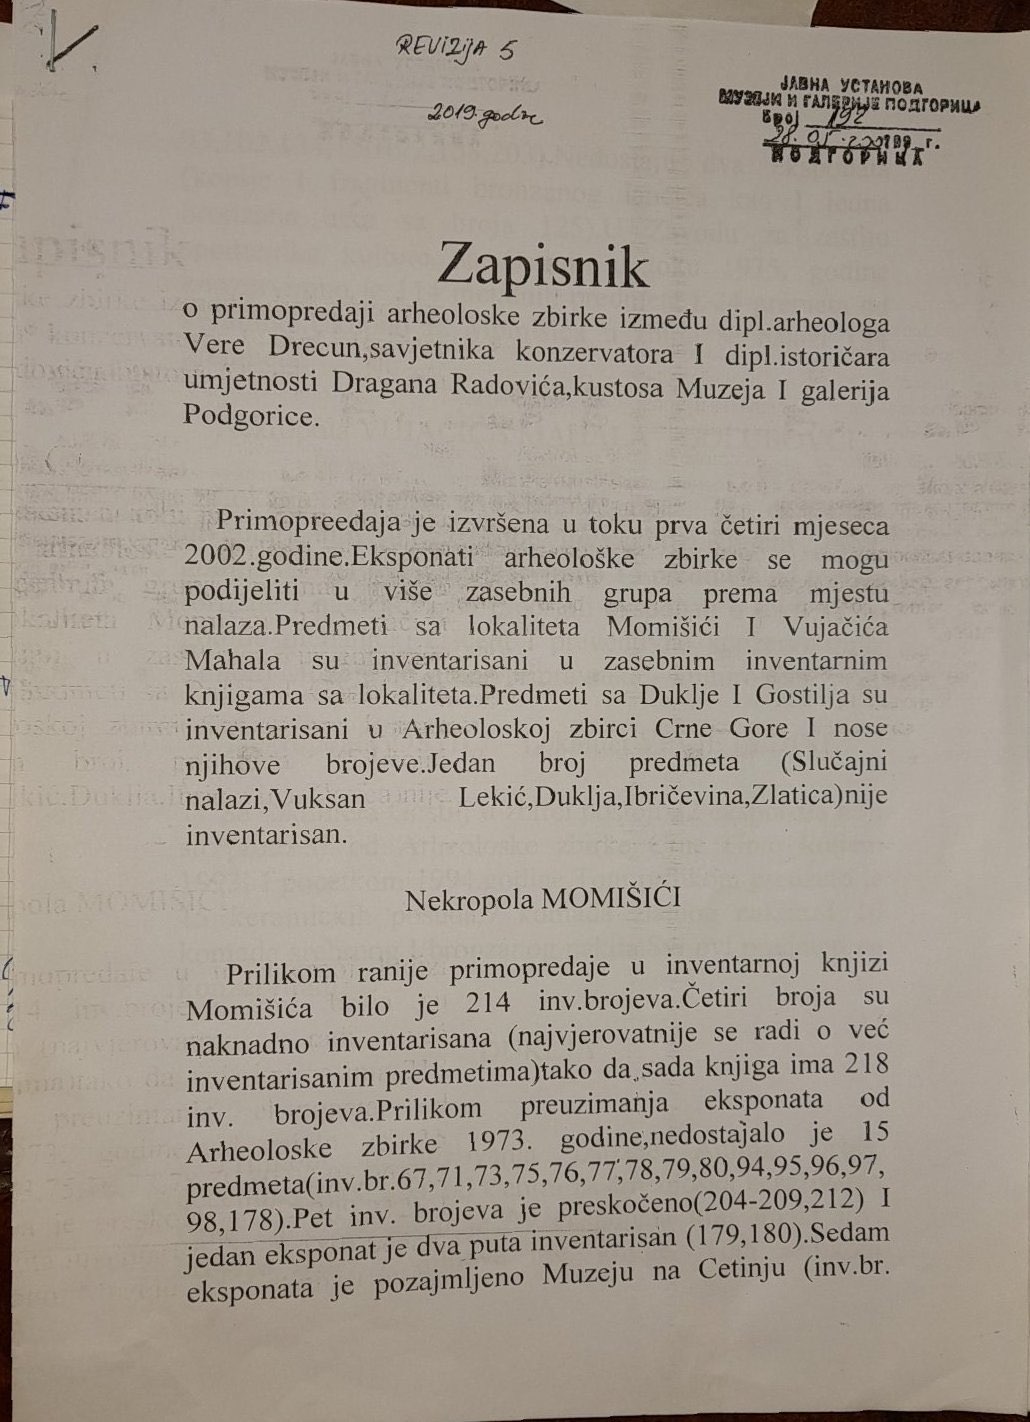 REVIZIJA 5
2019. godine
ЈАВНА УСТАНОВА
МУЗЕЈИ И ГАЛЕРИЈЕ ПОДГОРИЦА
Број 192
28. 05. 200 г.
ПОДГОРИЦА
Zapisnik
o primopredaji arheoloske zbirke između dipl.arheologa
Vere Drecun,savjetnika konzervatora I dipl.istoričara
umjetnosti Dragana Radovića,kustosa Muzeja I galerija
Podgorice.
Primopreedaja je izvršena u toku prva četiri mjeseca
2002.godine.Eksponati arheološke zbirke se mogu
podijeliti u više zasebnih grupa prema mjestu
nalaza.Predmeti sa lokaliteta Momišići I Vujačića
Mahala su inventarisani u zasebnim inventarnim
knjigama sa lokaliteta.Predmeti sa Duklje I Gostilja su
inventarisani u Arheoloskoj zbirci Crne Gore I nose
njihove brojeve.Jedan broj predmeta (Slučajni
nalazi,Vuksan Lekić,Duklja,Ibričevina,Zlatica)nije
inventarisan.
Nekropola MOMIŠIĆI
Prilikom ranije primopredaje u inventarnoj knjizi
Momišića bilo je 214 inv.brojeva.Četiri broja su
naknadno inventarisana (najvjerovatnije se radi o već
inventarisanim predmetima)tako da sada knjiga ima 218
inv. brojeva.Prilikom preuzimanja eksponata od
Arheoloske zbirke 1973. godine,nedostajalo je 15
predmeta(inv.br.67,71,73,75,76,77,78,79,80,94,95,96,97,
98,178).Pet inv. brojeva je preskočeno(204-209,212) I
jedan eksponat je dva puta inventarisan (179,180).Sedam
eksponata je pozajmljeno Muzeju na Cetinju (inv.br.